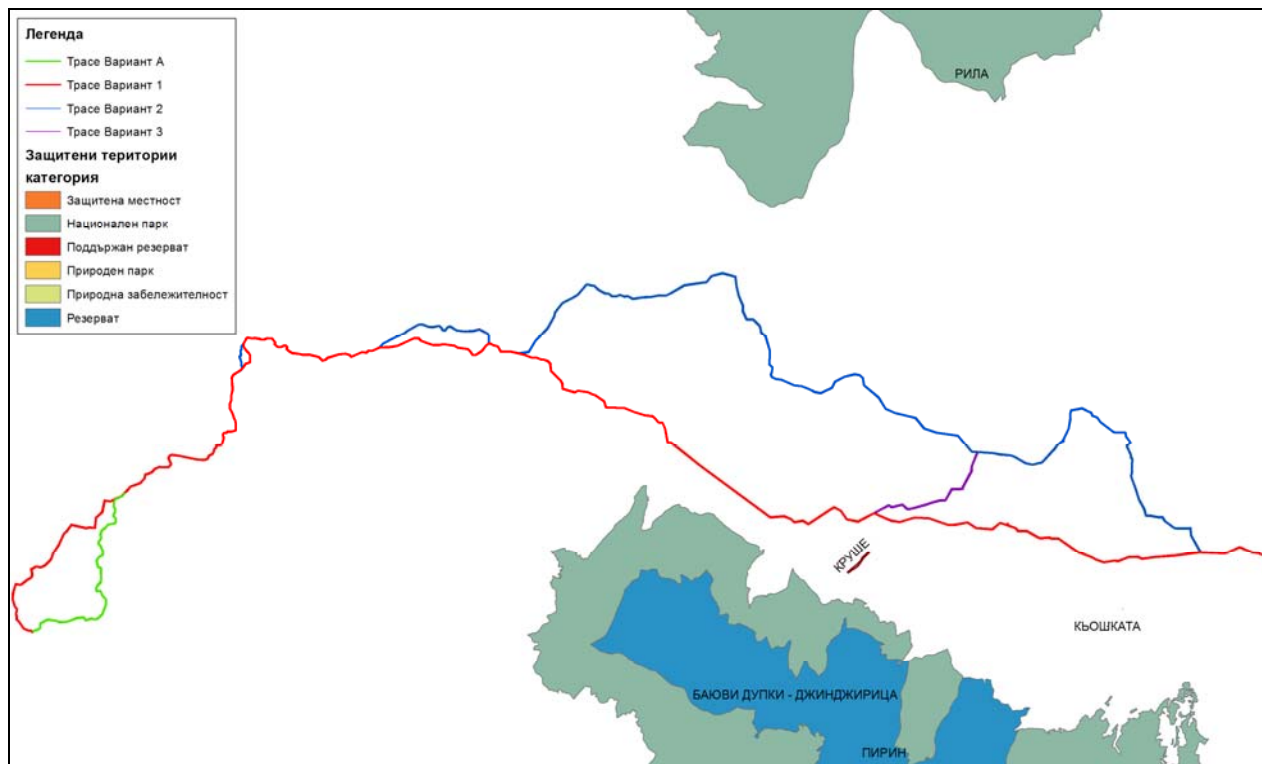 Легенда
Трасе Вариант А
Трасе Вариант 1
Трасе Вариант 2
Трасе Вариант 3
Защитени територии
категория
Защитена местност
Национален парк
Поддържан резерват
Природен парк
Природна забележителност
Резерват
РИЛА
КРУШЕ
КЬОШКАТА
БАЮВИ ДУПКИ - ДЖИНДЖИРИЦА
ПИРИН